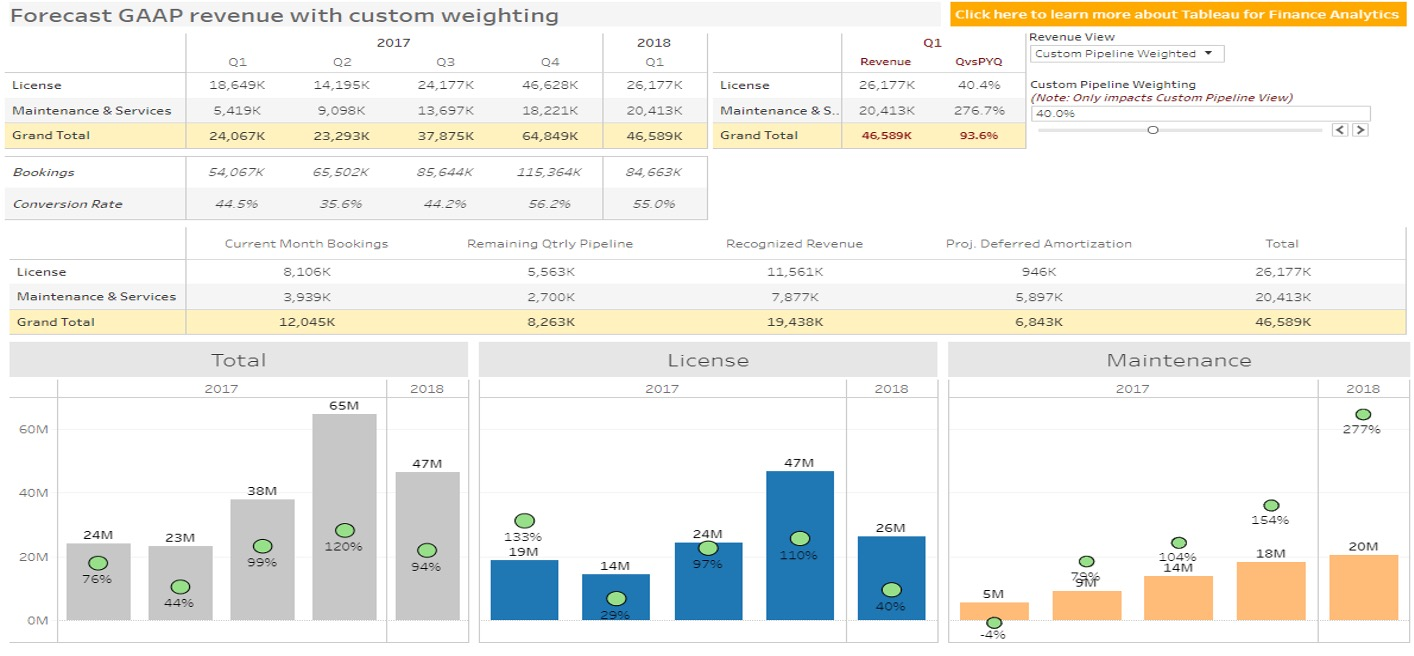 Forecast GAAP revenue with custom weighting
Click here to learn more about Tableau for Finance Analytics
2017 2018
Q1 Q2 Q3 Q4 Q1
License 18,649K 14,195K 24,177K 46,628K 26,177K
Maintenance & Services 5,419K 9,098K 13,697K 18,221K 20,413K
Grand Total 24,067K 23,293K 37,875K 64,849K 46,589K
Bookings 54,067K 65,502K 85,644K 115,364K 84,663K
Conversion Rate 44.5% 35.6% 44.2% 56.2% 55.0%
Q1
Revenue QvsPYQ
License 26,177K 40.4%
Maintenance & S.. 20,413K 276.7%
Grand Total 46,589K 93.6%
Revenue View
Custom Pipeline Weighted
Custom Pipeline Weighting
(Note: Only impacts Custom Pipeline View)
40.0%
Current Month Bookings Remaining Qtrly Pipeline Recognized Revenue Proj. Deferred Amortization Total
License 8,106K 5,563K 11,561K 946K 26,177K
Maintenance & Services 3,939K 2,700K 7,877K 5,897K 20,413K
Grand Total 12,045K 8,263K 19,438K 6,843K 46,589K
Total
2017 2018
60M
40M
20M
0M
24M 23M 38M 65M 47M
76% 44% 99% 120% 94%
License
2017 2018
19M 14M 24M 47M 26M
133% 29% 97% 110% 40%
Maintenance
2017 2018
5M 9M 14M 18M 20M
-4% 79% 104% 154% 277%